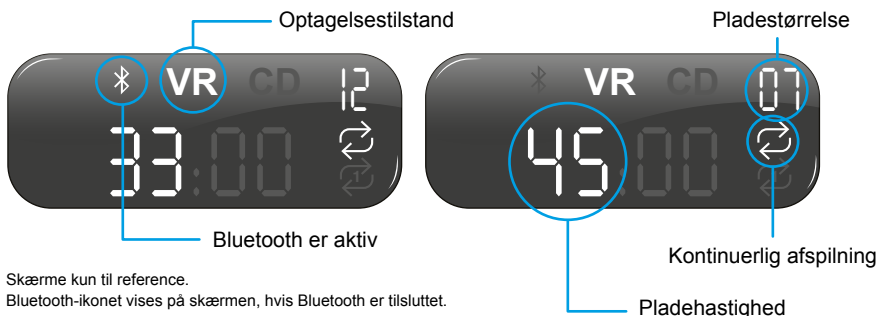 Optagelsestilstand
Pladestørrelse
VR CD 12
33:00
VR CD 07
45:00
Bluetooth er aktiv
Kontinuerlig afspilning
Skærme kun til reference.
Bluetooth-ikonet vises på skærmen, hvis Bluetooth er tilsluttet.
Pladehastighed